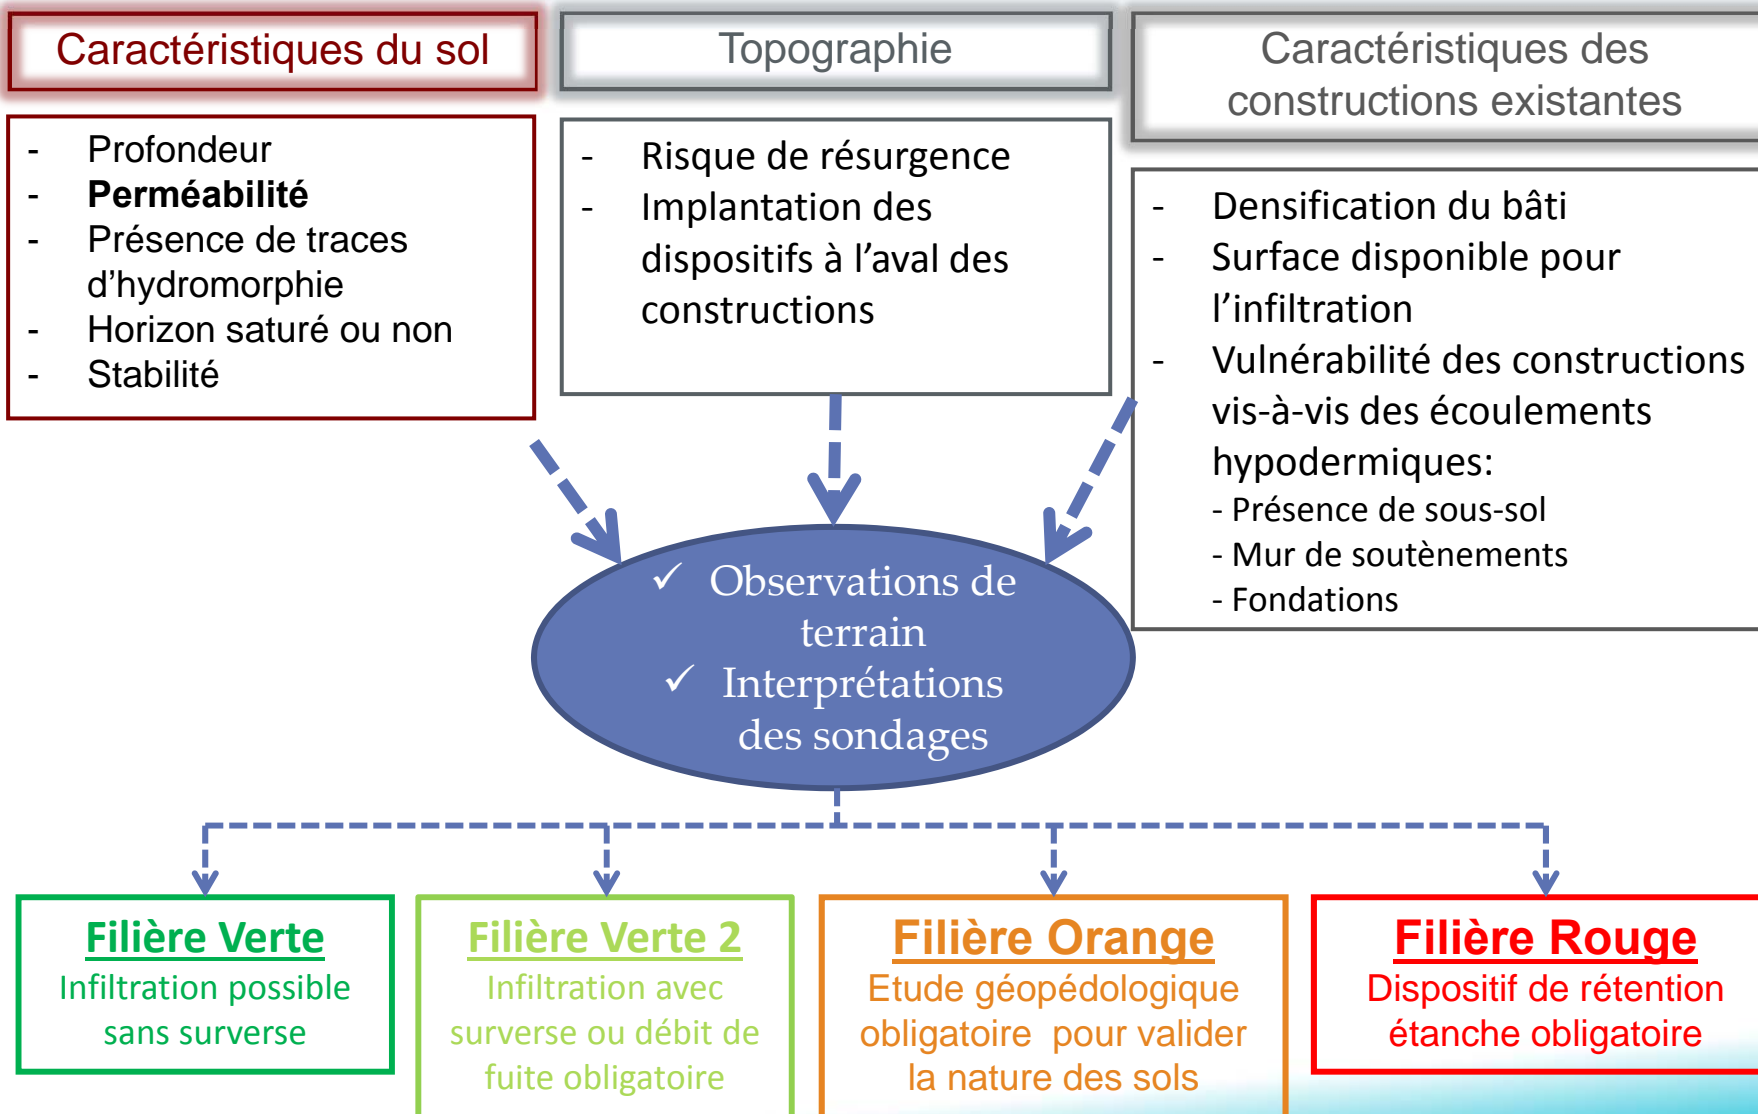 Caractéristiques du sol
- Profondeur
- Perméabilité
- Présence de traces
d'hydromorphie
- Horizon saturé ou non
- Stabilité
Topographie
- Risque de résurgence
- Implantation des
dispositifs à l’aval des
constructions
Caractéristiques des
constructions existantes
- Densification du bâti
- Surface disponible pour
l’infiltration
- Vulnérabilité des constructions
vis-à-vis des écoulements
hypodermiques:
- Présence de sous-sol
- Mur de soutènements
- Fondations
✓ Observations de
terrain
✓ Interprétations
des sondages
Filière Verte
Infiltration possible
sans surverse
Filière Verte 2
Infiltration avec
surverse ou débit de
fuite obligatoire
Filière Orange
Etude géopédologique
obligatoire pour valider
la nature des sols
Filière Rouge
Dispositif de rétention
étanche obligatoire